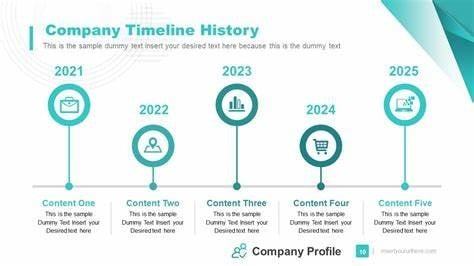 Company Timeline History
This is the sample dummy text insert your desired text here because this is the dummy text
2021
2022
2023
2024
2025
Content One
This is the sample
Dummy Text Insert
Your Desired Text
here
Content Two
This is the sample
Dummy Text Insert your
Desired text here
Content Three
This is the sample
Dummy Text Insert your
Desired text here
Content Four
This is the sample
Dummy Text Insert your
Desired text here
Content Five
This is the sample
Dummy Text Insert
Your Desired Text
here
Company Profile
10